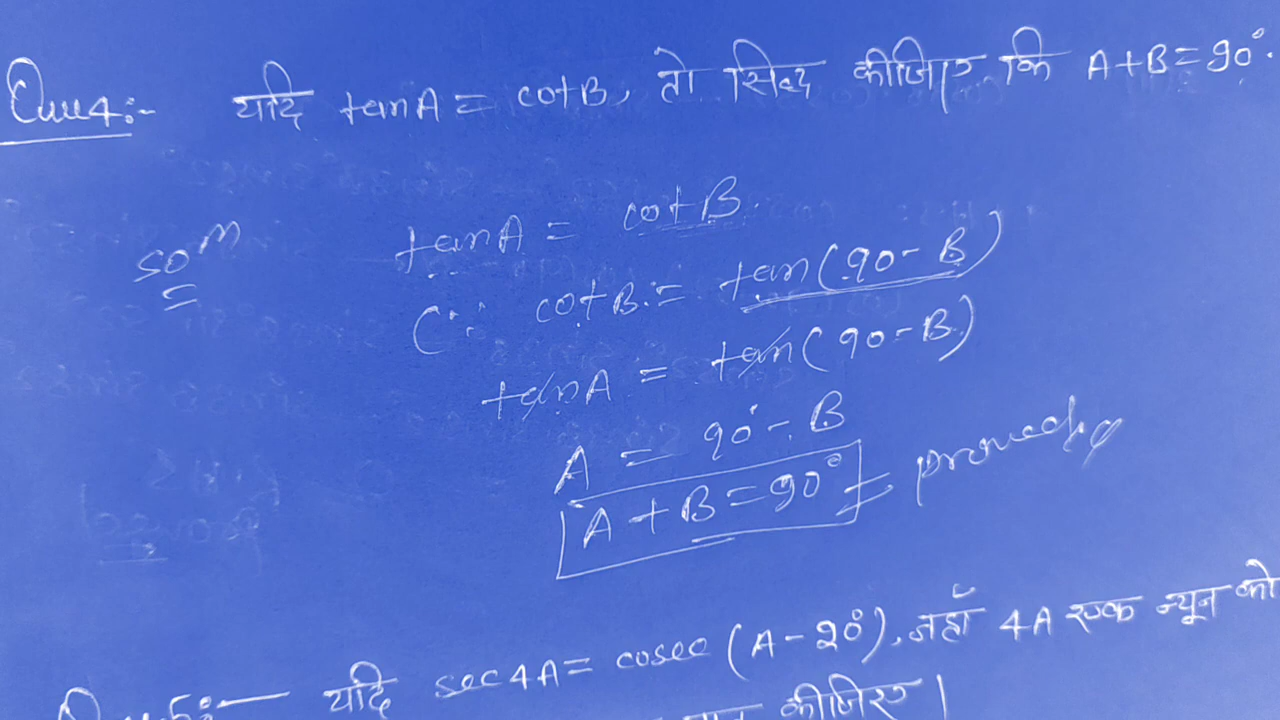 Que4:- यदि tanA = cotB, तो सिद्ध कीजिए कि A+B=90°.
Solⁿ tanA = cotB.
(∵ cotB = tan(90-B)
tanA = tan(90-B)
A = 90°-B
A+B=90° proved
यदि sec4A = cosec (A-20°), जहाँ 4A एक न्यून को
कीजिए।